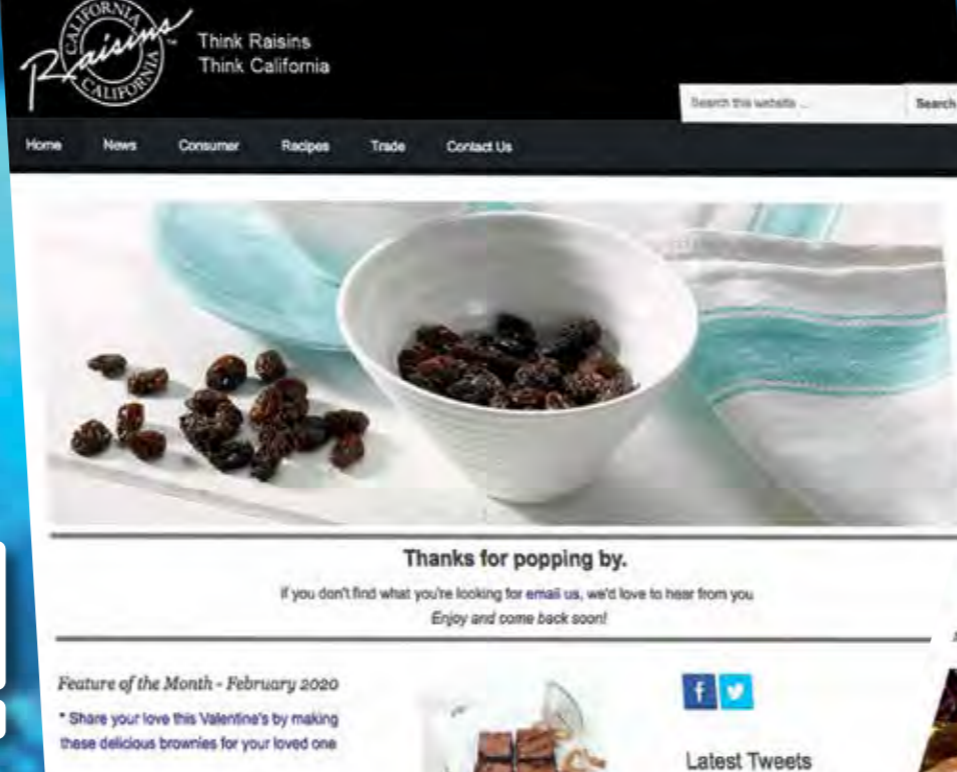 CALIFORNIA
Raisins
CALIFORNIA
Think Raisins
Think California
Search this website ...
Search
Home News Consumer Recipes Trade Contact Us
Thanks for popping by.
If you don't find what you're looking for email us, we'd love to hear from you
Enjoy and come back soon!
Feature of the Month - February 2020
* Share your love this Valentine's by making
these delicious brownies for your loved one
Latest Tweets